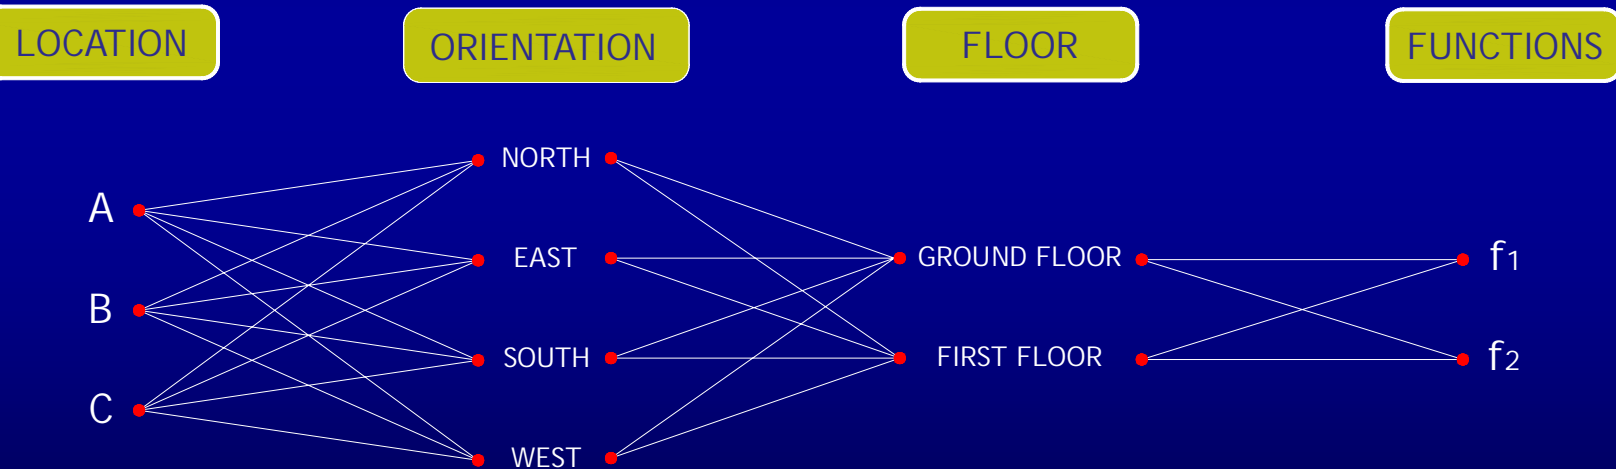 LOCATION
ORIENTATION
FLOOR
FUNCTIONS
NORTH
A
EAST
GROUND FLOOR
f1
B
SOUTH
FIRST FLOOR
f2
C
WEST